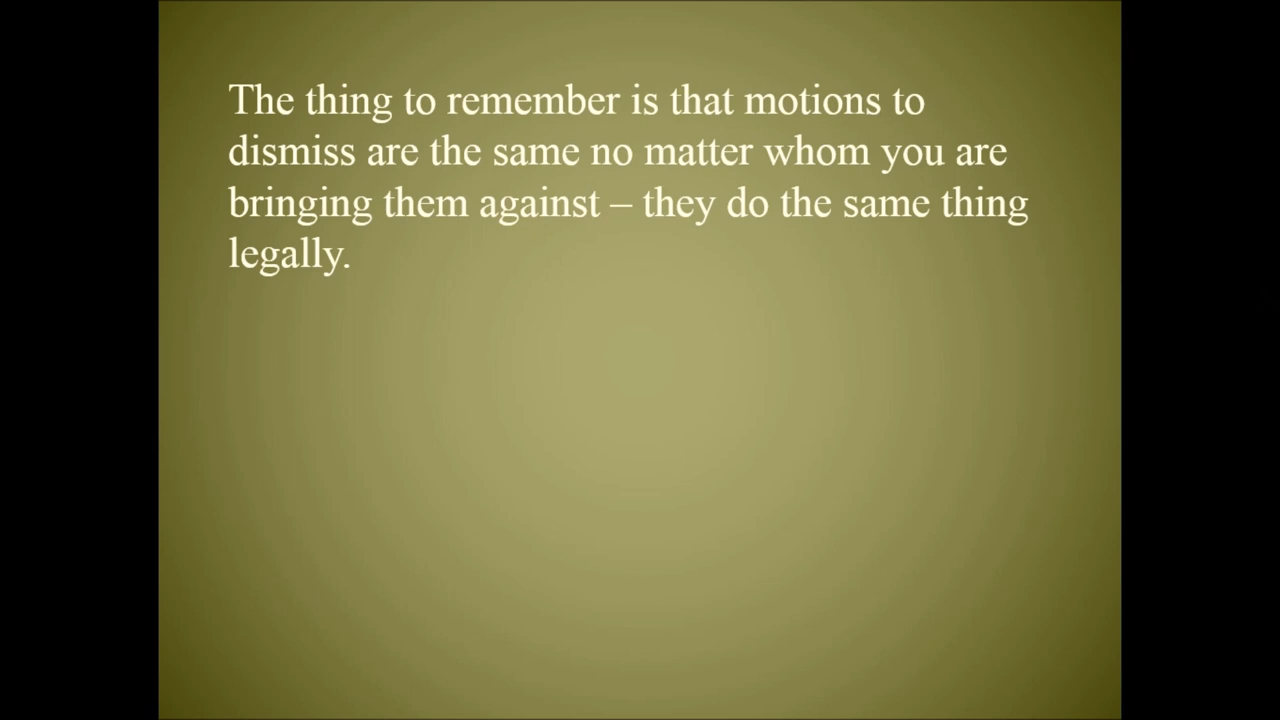 The thing to remember is that motions to
dismiss are the same no matter whom you are
bringing them against – they do the same thing
legally.